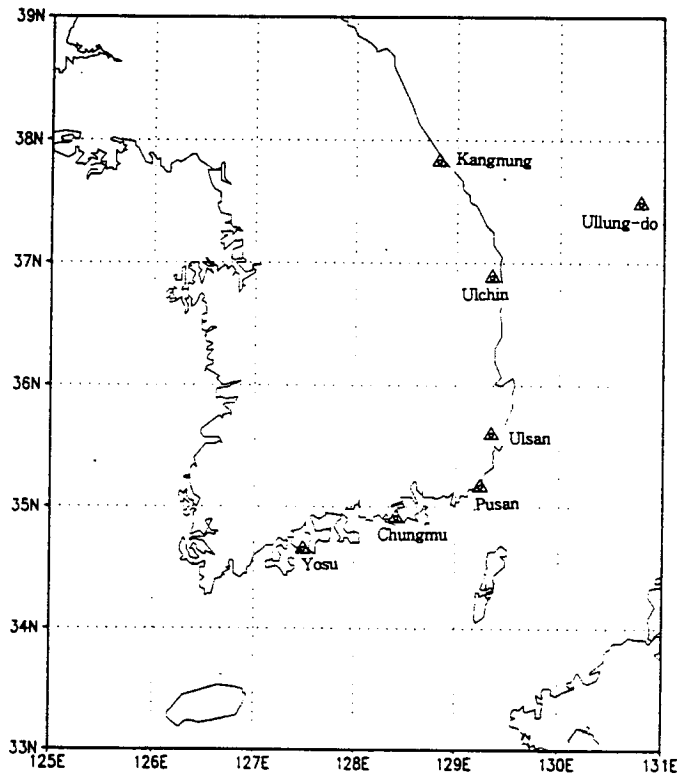 39N
38N
Kangnung
Ullung-do
37N
Ulchin
36N
Ulsan
35N
Pusan
Chungmu
Yosu
34N
33N
125E 126E 127E 128E 129E 130E 131E